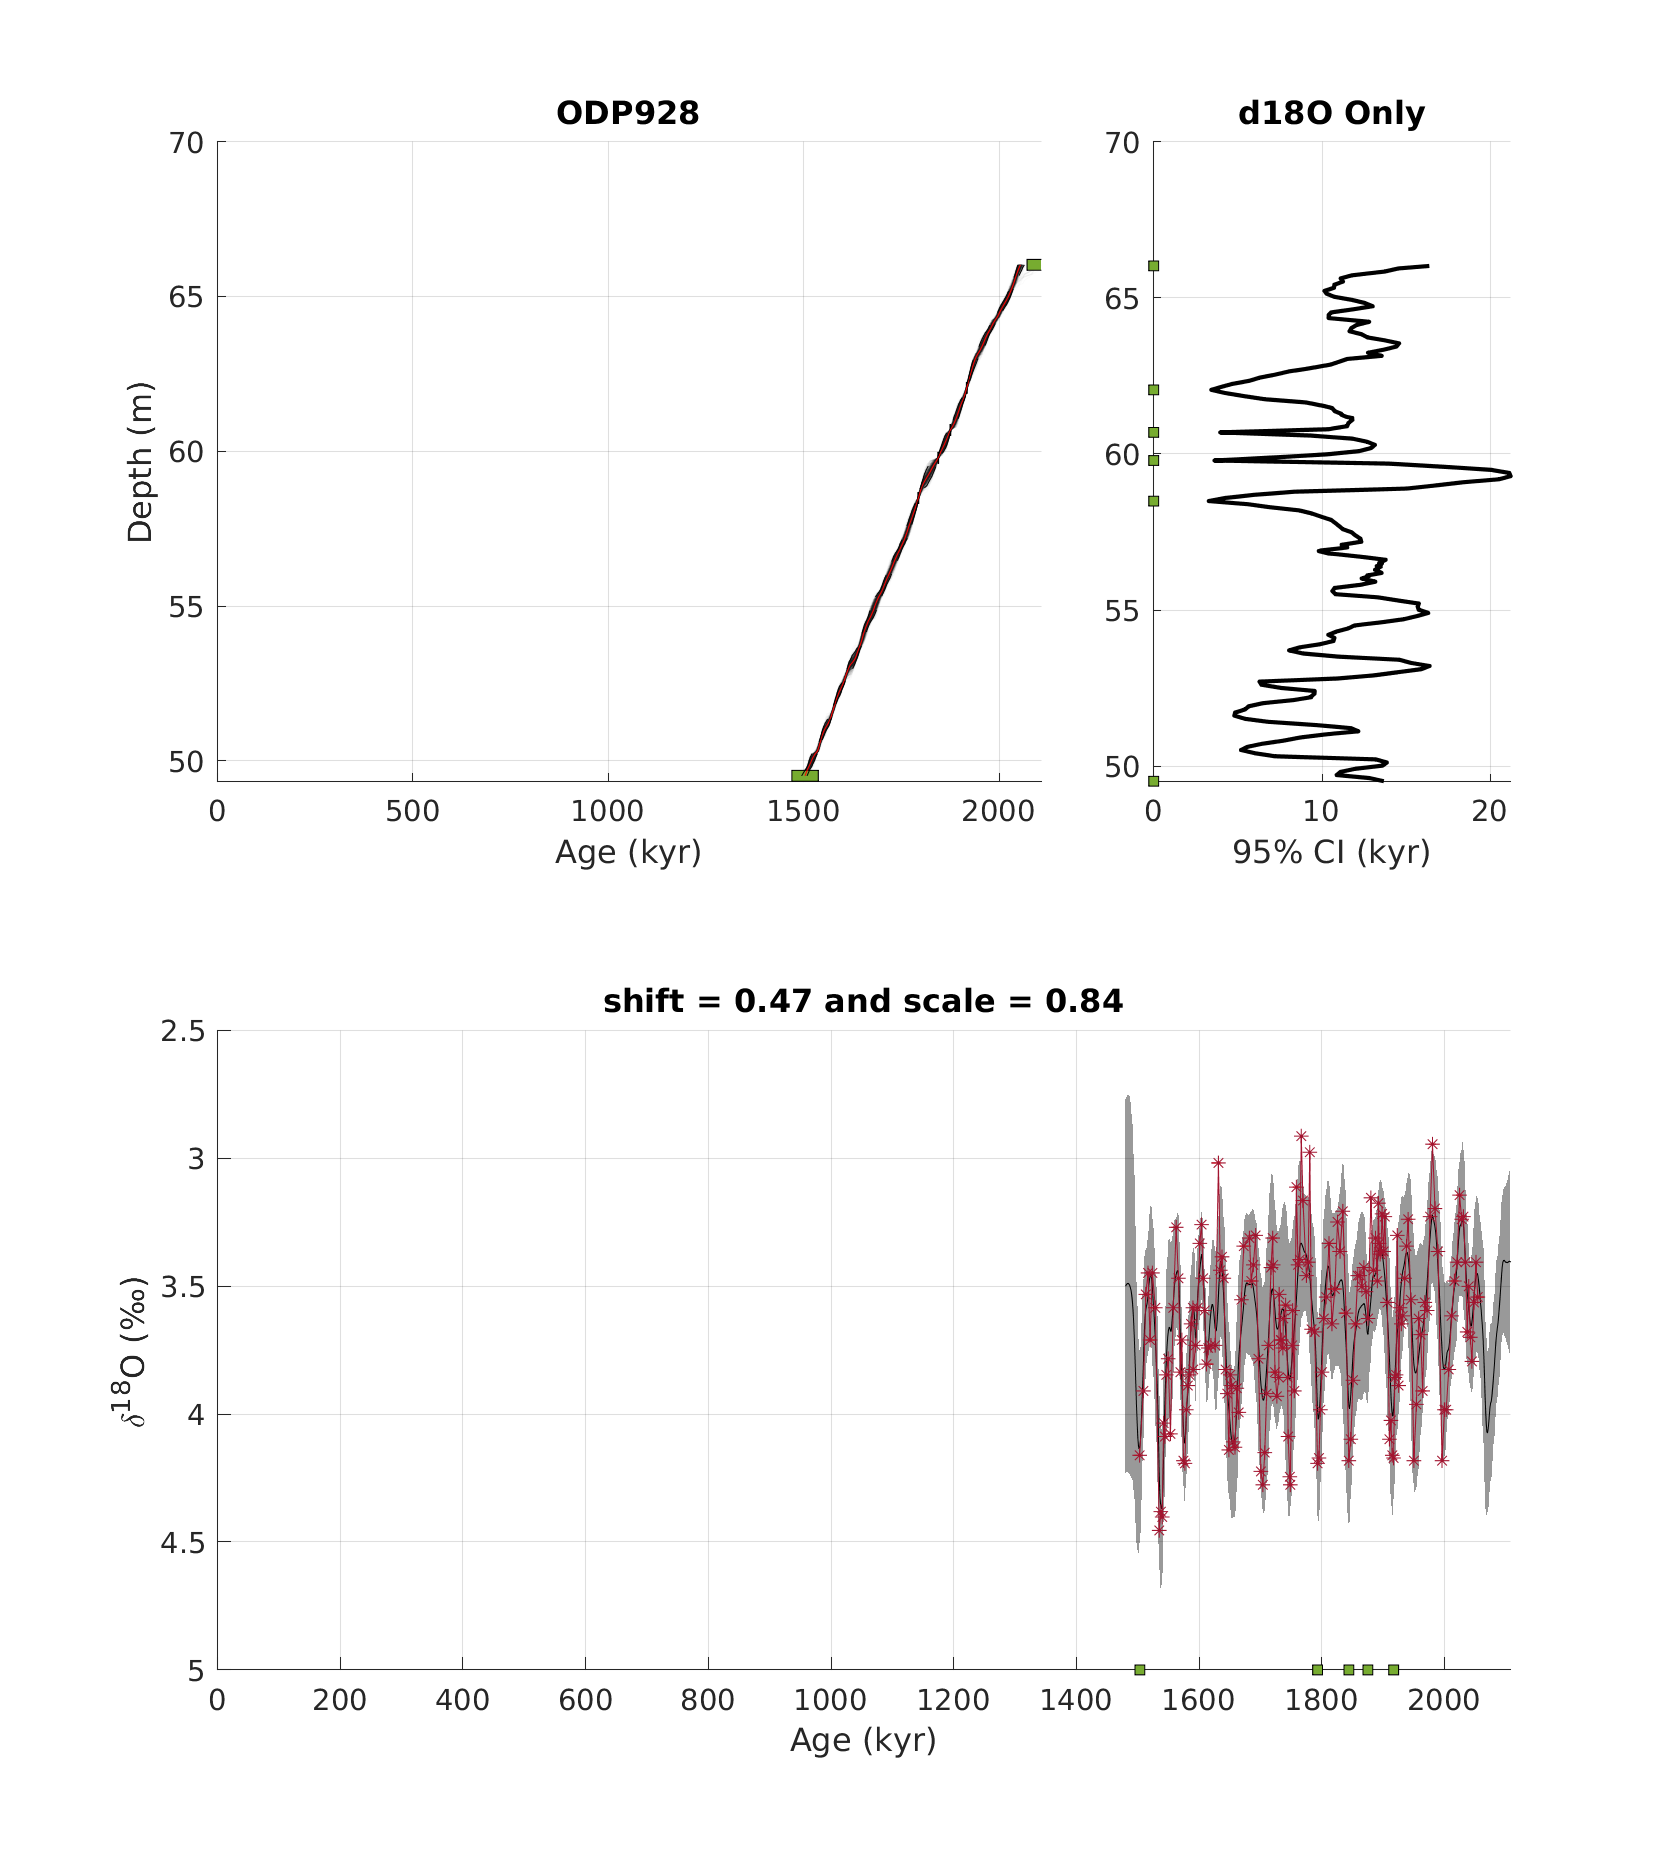 ODP928
d18O Only
70
65
60
55
50
Depth (m)
0 500 1000 1500 2000
Age (kyr)
70
65
60
55
50
0 10 20
95% CI (kyr)
shift = 0.47 and scale = 0.84
2.5
3
3.5
4
4.5
5
δ18O (‰)
0 200 400 600 800 1000 1200 1400 1600 1800 2000
Age (kyr)